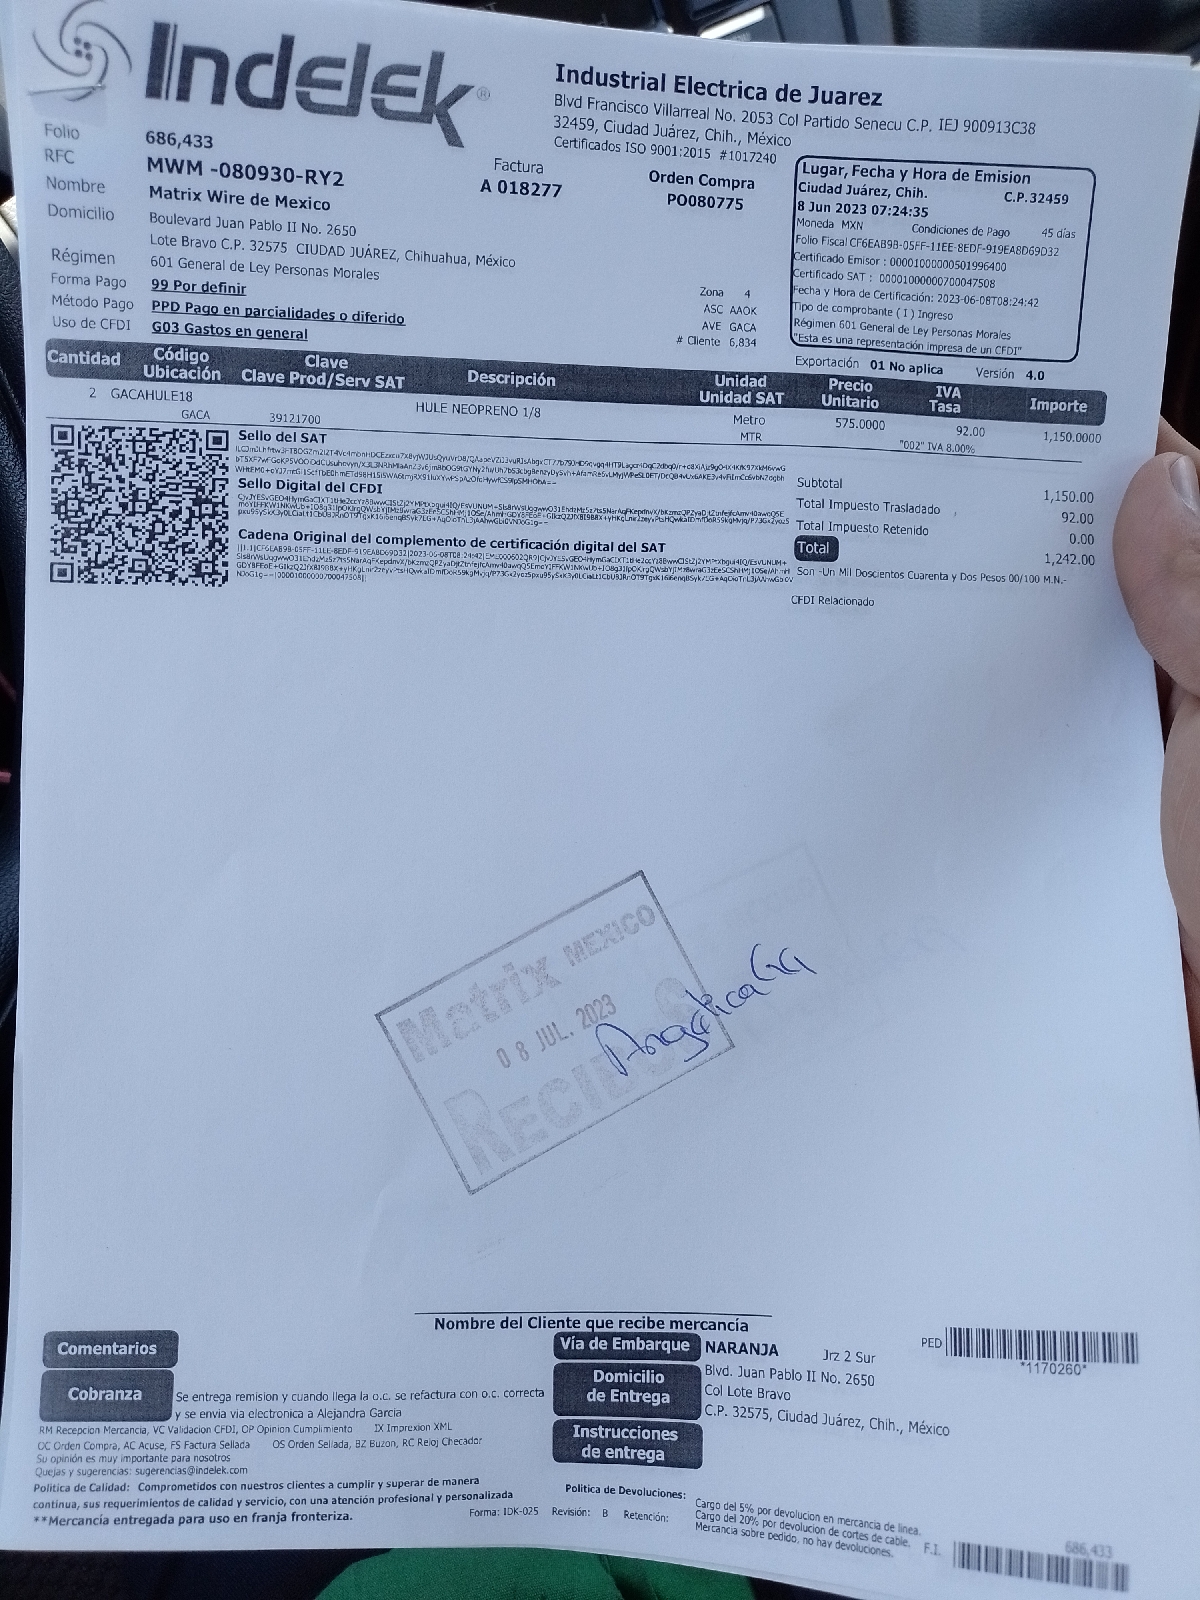 Indelek®
Industrial Electrica de Juarez
Blvd Francisco Villarreal No. 2053 Col Partido Senecu C.P. IEJ 900913C38
32459, Ciudad Juárez, Chih., México
Certificados ISO 9001:2015 #1017240
Folio 686,433
RFC MWM -080930-RY2
Nombre Matrix Wire de Mexico
Domicilio Boulevard Juan Pablo II No. 2650
Lote Bravo C.P. 32575 CIUDAD JUÁREZ, Chihuahua, México
Régimen 601 General de Ley Personas Morales
Forma Pago 99 Por definir
Método Pago PPD Pago en parcialidades o diferido
Uso de CFDI G03 Gastos en general
Factura
A 018277
Orden Compra
PO080775
Zona 4
ASC AAOK
AVE GACA
# Cliente 6,834
Lugar, Fecha y Hora de Emision
Ciudad Juárez, Chih. C.P.32459
8 Jun 2023 07:24:35
Moneda MXN Condiciones de Pago 45 días
Folio Fiscal CF6EAB9B-05FF-11EE-8EDF-919EA8D69D32
Certificado Emisor : 00001000000501996400
Certificado SAT : 00001000000700047508
Fecha y Hora de Certificación: 2023-06-08T08:24:42
Tipo de comprobante ( I ) Ingreso
Régimen 601 General de Ley Personas Morales
"Esta es una representación impresa de un CFDI"
Exportación 01 No aplica Versión 4.0
Cantidad Código Ubicación Clave Clave Prod/Serv SAT Descripción Unidad Unidad SAT Precio Unitario IVA Tasa Importe
2 GACAHULE18 HULE NEOPRENO 1/8 Metro 575.0000 92.00 1,150.0000
GACA 39121700 MTR "002" IVA 8.00%
Sello del SAT
Sello Digital del CFDI
Cadena Original del complemento de certificación digital del SAT
Subtotal 1,150.00
Total Impuesto Trasladado 92.00
Total Impuesto Retenido 0.00
Total 1,242.00
Son -Un Mil Doscientos Cuarenta y Dos Pesos 00/100 M.N.-
CFDI Relacionado
Matrix MEXICO
08 JUL. 2023
RECIBOS
Angelica
Nombre del Cliente que recibe mercancía
Comentarios
Cobranza
Se entrega remision y cuando llega la o.c. se refactura con o.c. correcta
y se envia via electronica a Alejandra Garcia
RM Recepcion Mercancia, VC Validacion CFDI, OP Opinion Cumplimiento IX Imprexion XML
OC Orden Compra, AC Acuse, FS Factura Sellada OS Orden Sellada, BZ Buzon, RC Reloj Checador
Su opinión es muy importante para nosotros
Quejas y sugerencias: sugerencias@indelek.com
Política de Calidad: Comprometidos con nuestros clientes a cumplir y superar de manera
continua, sus requerimientos de calidad y servicio, con una atención profesional y personalizada
**Mercancía entregada para uso en franja fronteriza.
Vía de Embarque NARANJA Jrz 2 Sur
Domicilio de Entrega
Blvd. Juan Pablo II No. 2650
Col Lote Bravo
C.P. 32575, Ciudad Juárez, Chih., México
Instrucciones de entrega
PED
*1170260*
Política de Devoluciones:
Forma: IDK-025 Revisión: B Retención:
Cargo del 5% por devolucion en mercancia de linea.
Cargo del 20% por devolucion de cortes de cable.
Mercancia sobre pedido, no hay devoluciones.
F.I.
686,433